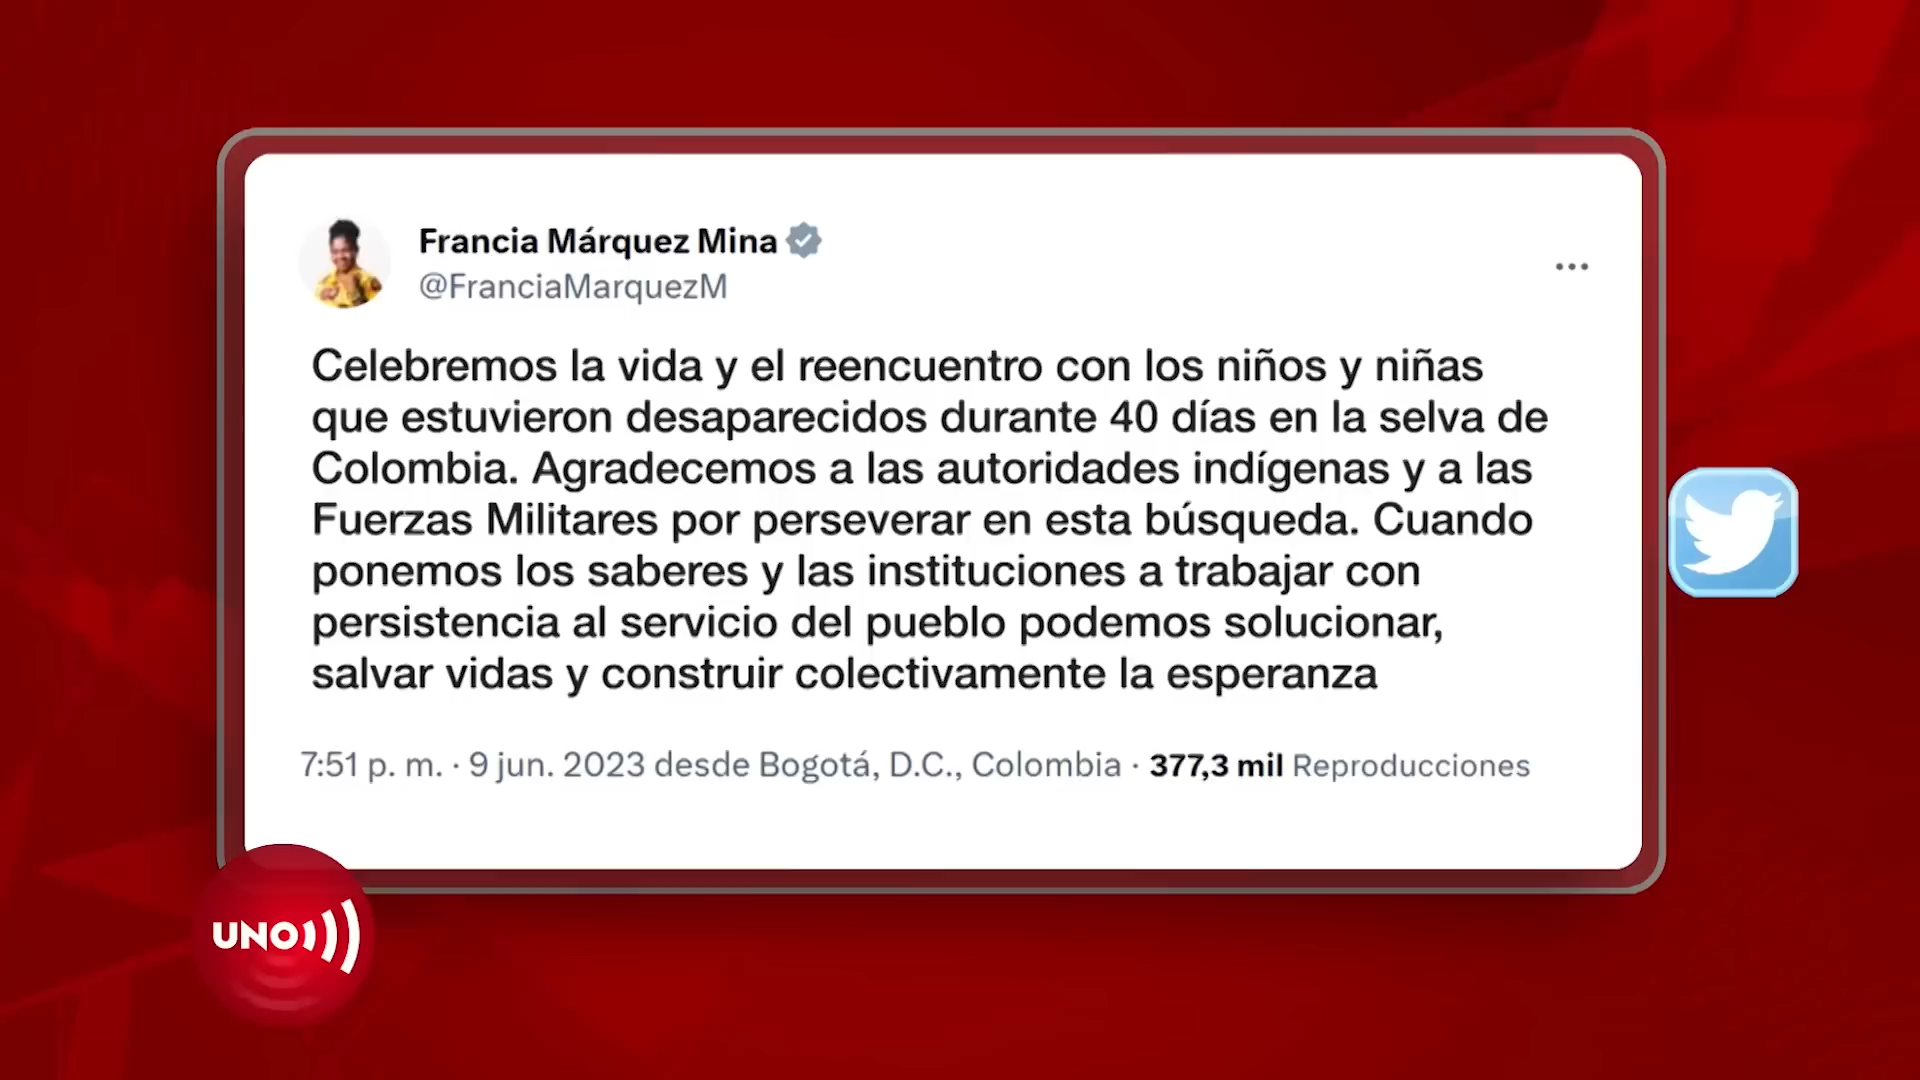 Francia Márquez Mina
@FranciaMarquezM
Celebremos la vida y el reencuentro con los niños y niñas
que estuvieron desaparecidos durante 40 días en la selva de
Colombia. Agradecemos a las autoridades indígenas y a las
Fuerzas Militares por perseverar en esta búsqueda. Cuando
ponemos los saberes y las instituciones a trabajar con
persistencia al servicio del pueblo podemos solucionar,
salvar vidas y construir colectivamente la esperanza
7:51 p. m. · 9 jun. 2023 desde Bogotá, D.C., Colombia · 377,3 mil Reproducciones
UNO